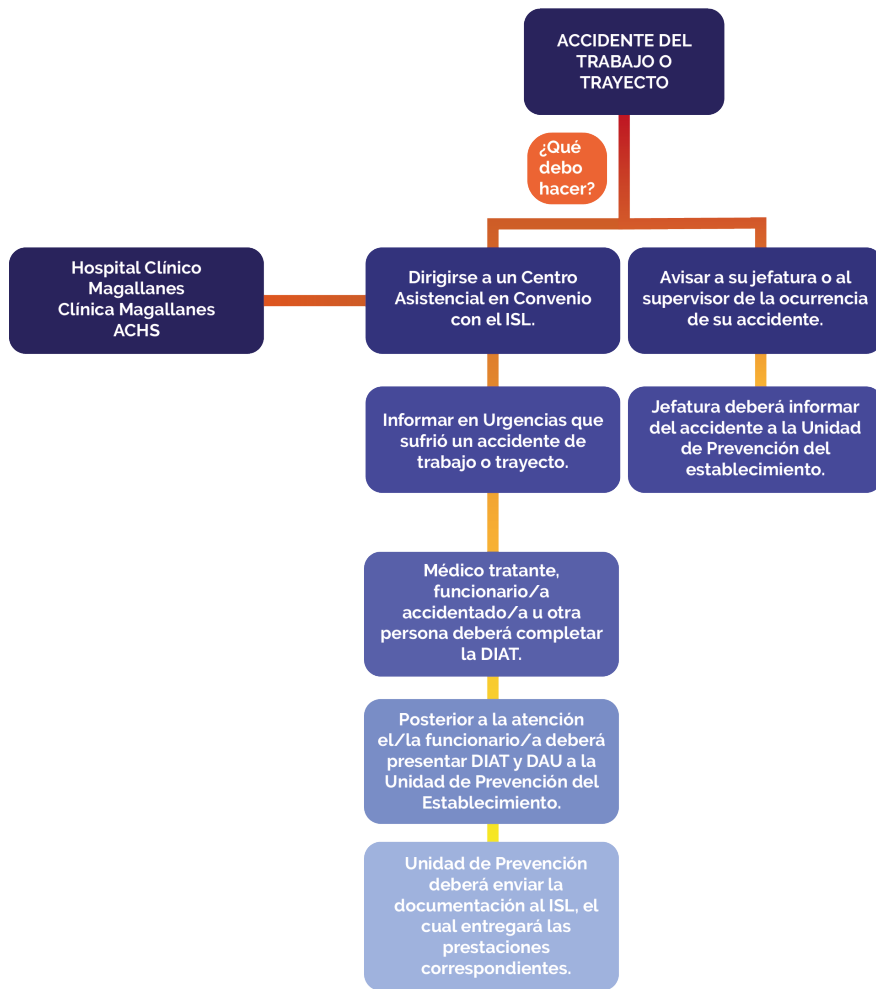 ACCIDENTE DEL
TRABAJO O
TRAYECTO
¿Qué
debo
hacer?
Hospital Clínico
Magallanes
Clínica Magallanes
ACHS
Dirigirse a un Centro
Asistencial en Convenio
con el ISL.
Avisar a su jefatura o al
supervisor de la ocurrencia
de su accidente.
Informar en Urgencias que
sufrió un accidente de
trabajo o trayecto.
Jefatura deberá informar
del accidente a la Unidad
de Prevención del
establecimiento.
Médico tratante,
funcionario/a
accidentado/a u otra
persona deberá completar
la DIAT.
Posterior a la atención
el/la funcionario/a deberá
presentar DIAT y DAU a la
Unidad de Prevención del
Establecimiento.
Unidad de Prevención
deberá enviar la
documentación al ISL, el
cual entregará las
prestaciones
correspondientes.